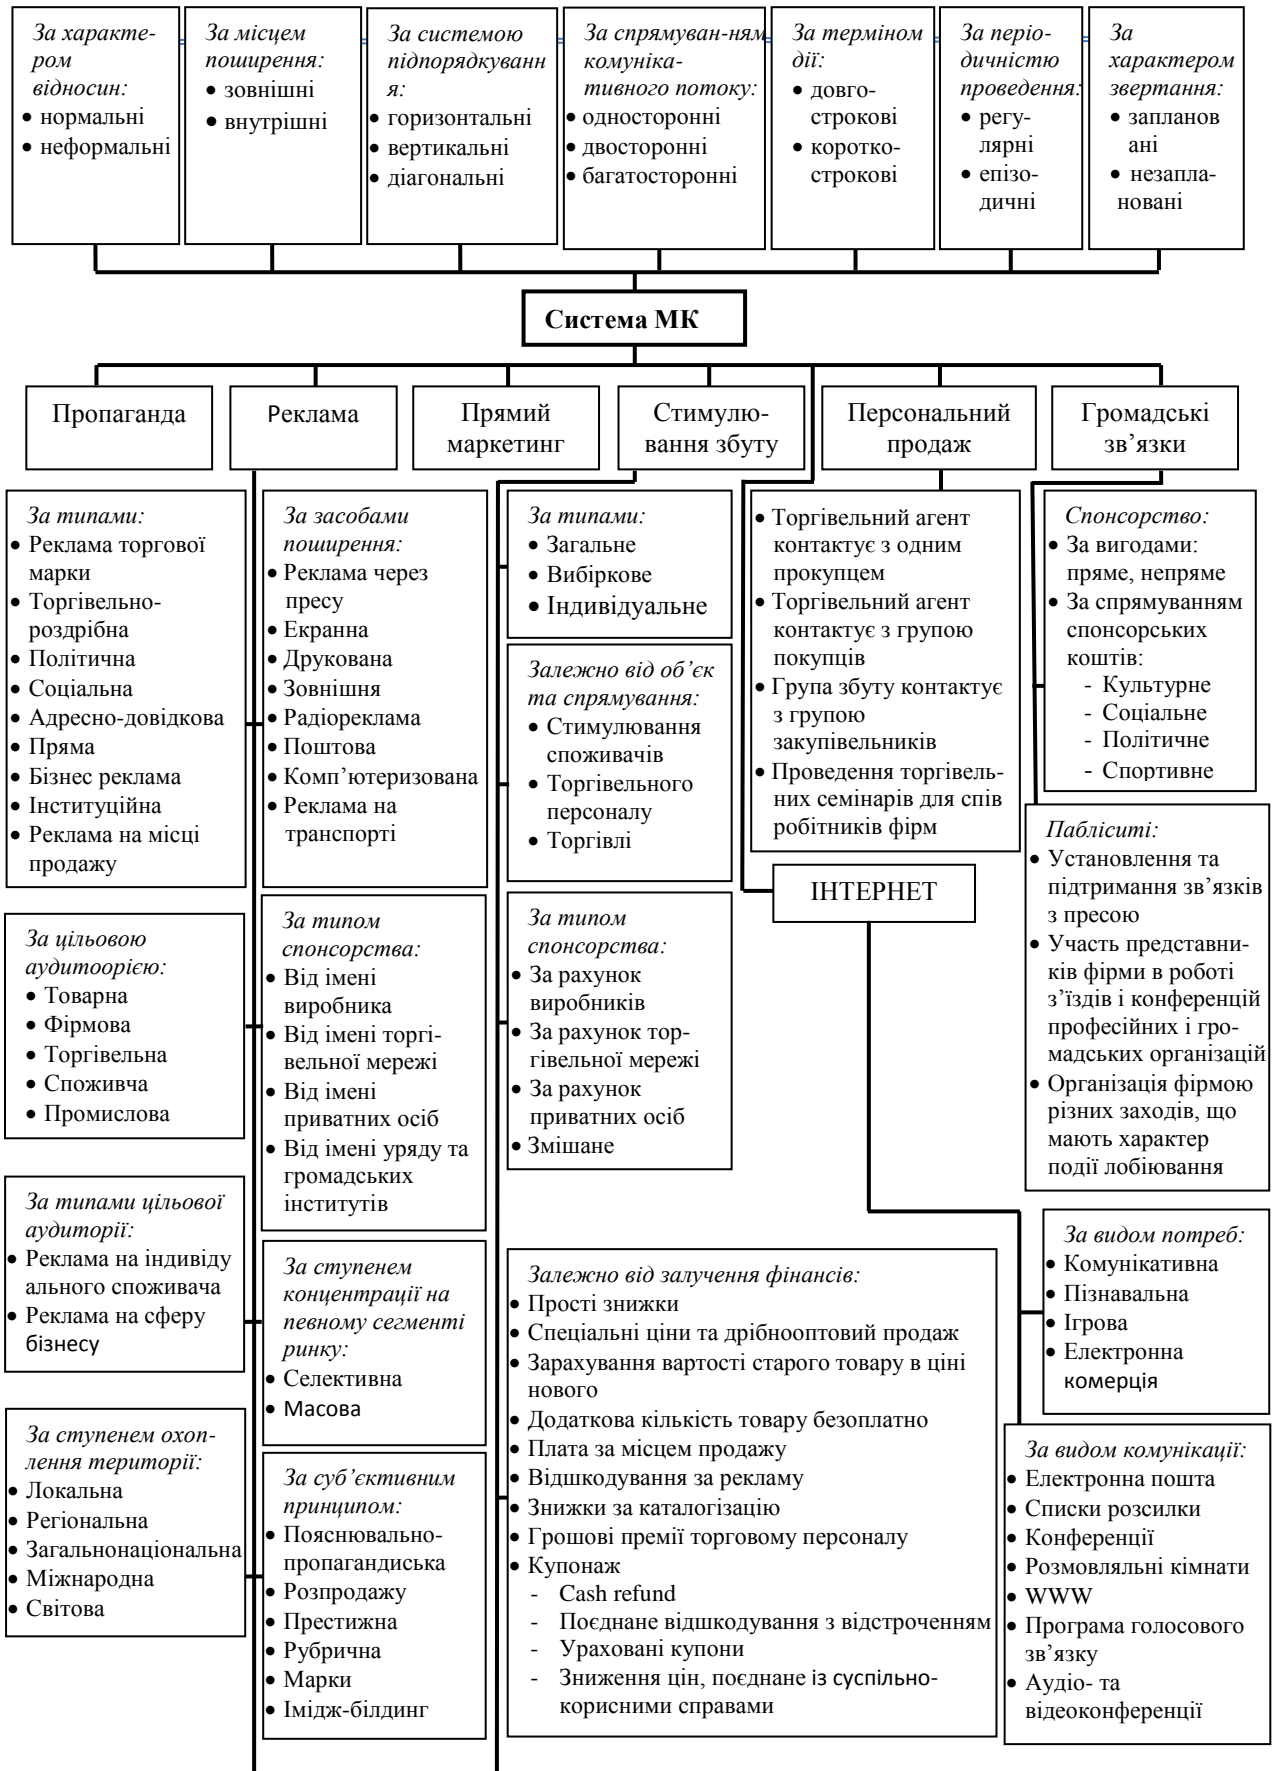 За характе-
ром
відносин:
• нормальні
• неформальні
За місцем
поширення:
• зовнішні
• внутрішні
За системою
підпорядкуванн
я:
• горизонтальні
• вертикальні
• діагональні
За спрямуван-ням
комуніка-
тивного потоку:
• односторонні
• двосторонні
• багатосторонні
За терміном
дії:
• довго-
строкові
• коротко-
строкові
За періо-
дичністю
проведення:
• регу-
лярні
• епізо-
дичні
За
характером
звертання:
• запланов
ані
• незапла-
новані
Система МК
Пропаганда
Реклама
Прямий
маркетинг
Стимулю-
вання збуту
Персональний
продаж
Громадські
зв’язки
За типами:
• Реклама торгової
марки
• Торгівельно-
роздрібна
• Політична
• Соціальна
• Адресно-довідкова
• Пряма
• Бізнес реклама
• Інституційна
• Реклама на місці
продажу
За засобами
поширення:
• Реклама через
пресу
• Екранна
• Друкована
• Зовнішня
• Радіореклама
• Поштова
• Комп’ютеризована
• Реклама на
транспорті
За типами:
• Загальне
• Вибіркове
• Індивідуальне
Залежно від об’єк
та спрямування:
• Стимулювання
споживачів
• Торгівельного
персоналу
• Торгівлі
• Торгівельний агент
контактує з одним
прокупцем
• Торгівельний агент
контактує з групою
покупців
• Група збуту контактує
з групою
закупівельників
• Проведення торгівель-
них семінарів для спів
робітників фірм
Спонсорство:
• За вигодами:
пряме, непряме
• За спрямуванням
спонсорських
коштів:
- Культурне
- Соціальне
- Політичне
- Спортивне
Пабліситі:
• Установлення та
підтримання зв’язків
з пресою
• Участь представни-
ків фірми в роботі
з’їздів і конференцій
професійних і гро-
мадських організацій
• Організація фірмою
різних заходів, що
мають характер
події лобіювання
ІНТЕРНЕТ
За цільовою
аудитоорією:
• Товарна
• Фірмова
• Торгівельна
• Споживча
• Промислова
За типом
спонсорства:
• Від імені
виробника
• Від імені торгі-
вельної мережі
• Від імені
приватних осіб
• Від імені уряду та
громадських
інститутів
За типом
спонсорства:
• За рахунок
виробників
• За рахунок тор-
гівельної мережі
• За рахунок
приватних осіб
• Змішане
За типами цільової
аудиторії:
• Реклама на індивіду
ального споживача
• Реклама на сферу
бізнесу
За ступенем
концентрації на
певному сегменті
ринку:
• Селективна
• Масова
Залежно від залучення фінансів:
• Прості знижки
• Спеціальні ціни та дрібнооптовий продаж
• Зарахування вартості старого товару в ціні
нового
• Додаткова кількість товару безоплатно
• Плата за місцем продажу
• Відшкодування за рекламу
• Знижки за каталогізацію
• Грошові премії торговому персоналу
• Купонаж
- Cash refund
- Поєднане відшкодування з відстроченням
- Ураховані купони
- Зниження цін, поєднане із суспільно-
корисними справами
За видом потреб:
• Комунікативна
• Пізнавальна
• Ігрова
• Електронна
комерція
За ступенем охоп-
лення території:
• Локальна
• Регіональна
• Загальнонаціональна
• Міжнародна
• Світова
За суб’єктивним
принципом:
• Пояснювально-
пропагандиська
• Розпродажу
• Престижна
• Рубрична
• Марки
• Імідж-білдинг
За видом комунікації:
• Електронна пошта
• Списки розсилки
• Конференції
• Розмовляльні кімнати
• WWW
• Програма голосового
зв’язку
• Аудіо- та
відеоконференції